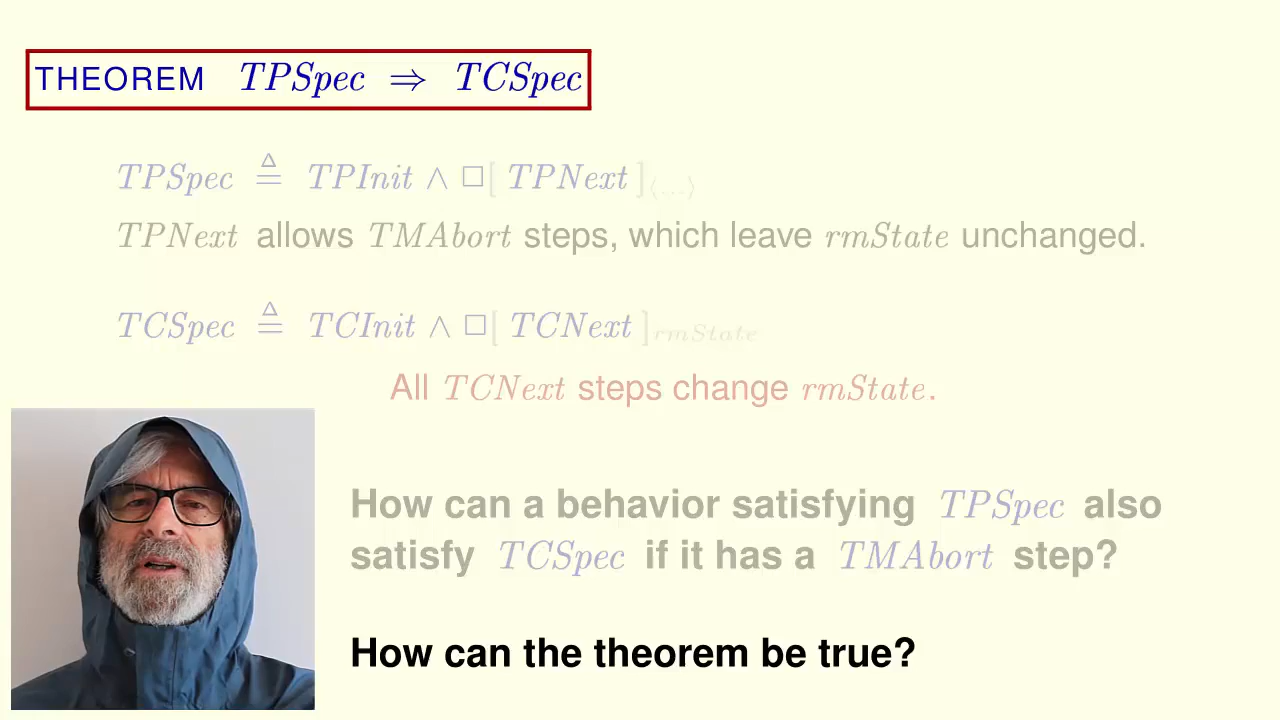 THEOREM TPSpec ⇒ TCSpec
TPSpec ≜ TPInit ∧ □[ TPNext ]⟨...⟩
TPNext allows TMAbort steps, which leave rmState unchanged.
TCSpec ≜ TCInit ∧ □[ TCNext ]rmState
All TCNext steps change rmState.
How can a behavior satisfying TPSpec also
satisfy TCSpec if it has a TMAbort step?
How can the theorem be true?